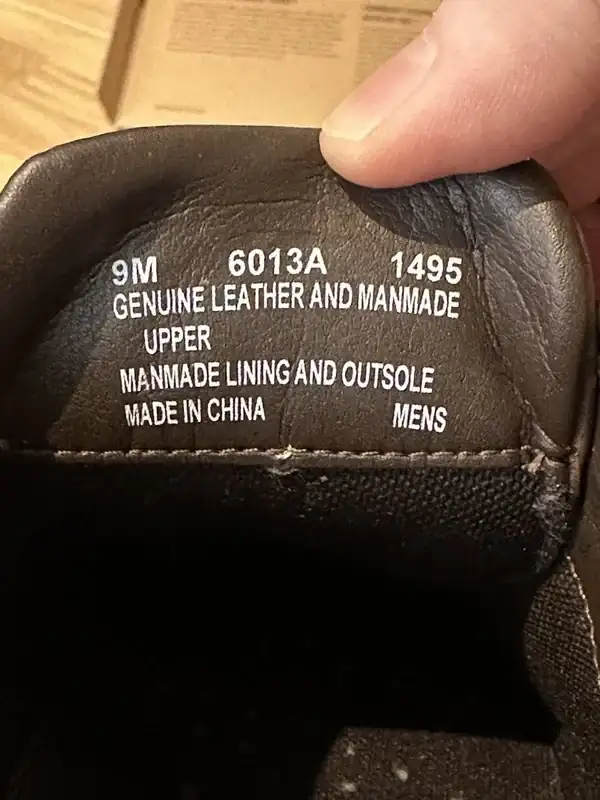 9M 6013A 1495
GENUINE LEATHER AND MANMADE
UPPER
MANMADE LINING AND OUTSOLE
MADE IN CHINA MENS